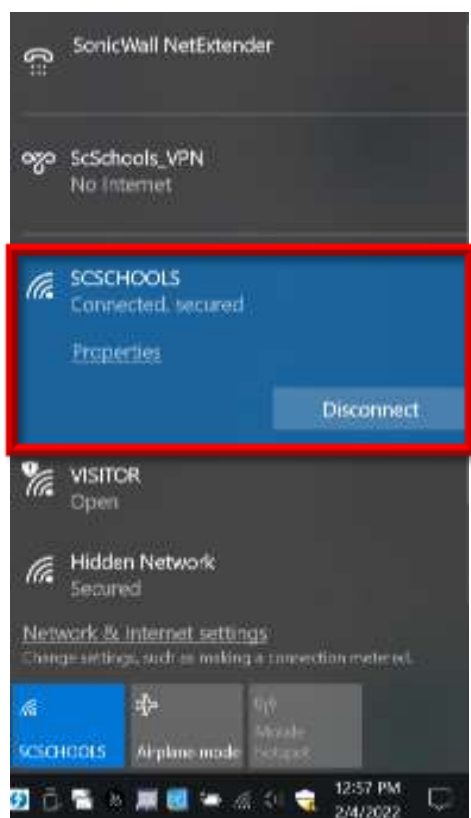 SonicWall NetExtender
ScSchools_VPN
No Internet
SCSCHOOLS
Connected, secured
Properties
Disconnect
VISITOR
Open
Hidden Network
Secured
Network & Internet settings
Change settings, such as making a connection metered.
SCSCHOOLS
Airplane mode
Mobile
hotspot
12:57 PM
2/4/2022